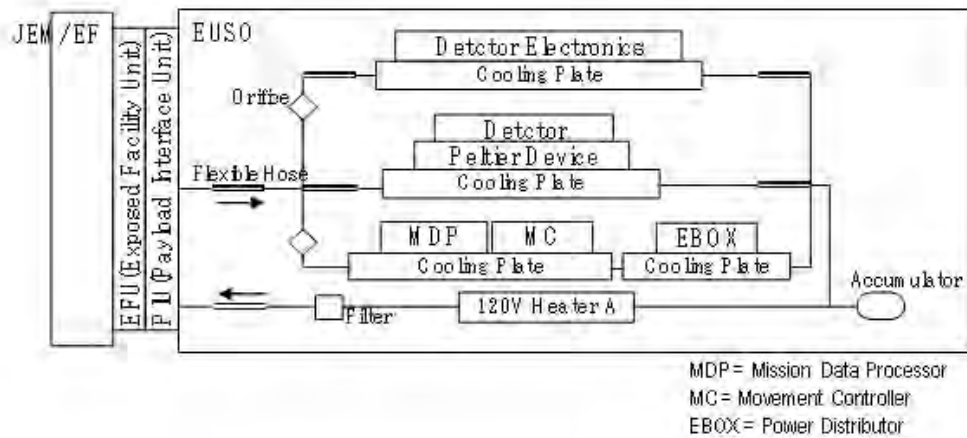 JEM/EF
EUSO
EFU(Exposed Facility Unit)
PIU(Payload Interface Unit)
Detctor Electronics
Cooling Plate
Orifice
Detctor
Peltier Device
Cooling Plate
Flexible Hose
MDP
MC
EBOX
Cooling Plate
Cooling Plate
Accumulator
Filter
120V Heater A
MDP = Mission Data Processor
MC = Movement Controller
EBOX = Power Distributor